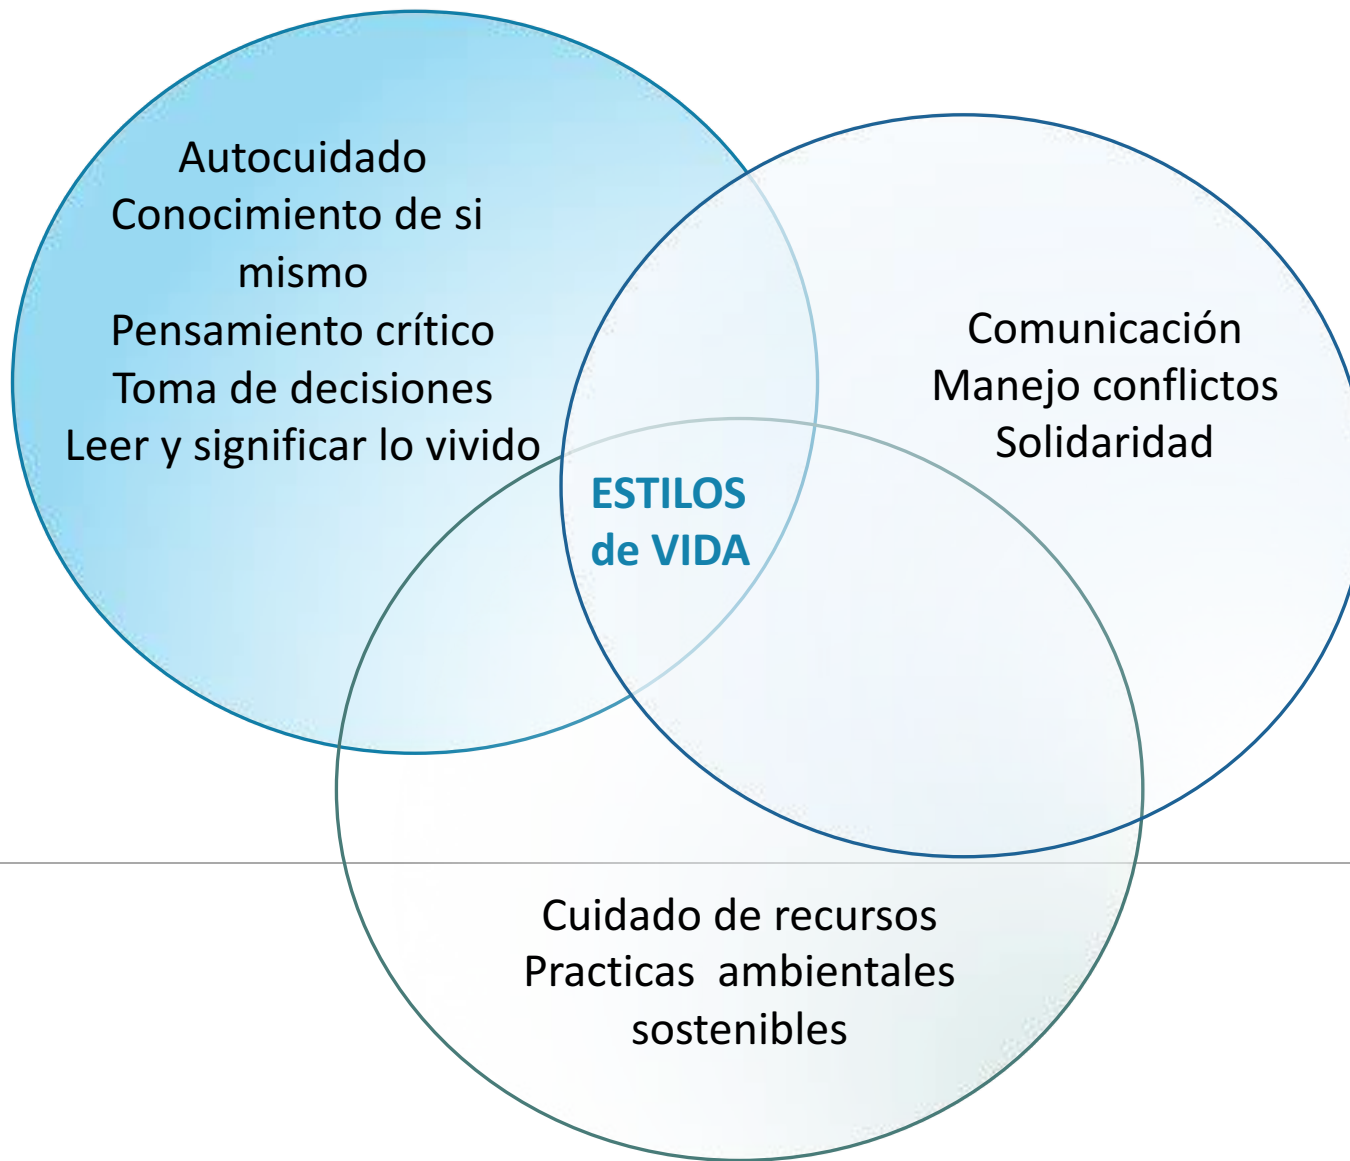 Autocuidado
Conocimiento de si
mismo
Pensamiento crítico
Toma de decisiones
Leer y significar lo vivido
Comunicación
Manejo conflictos
Solidaridad
ESTILOS
de VIDA
Cuidado de recursos
Practicas  ambientales
sostenibles